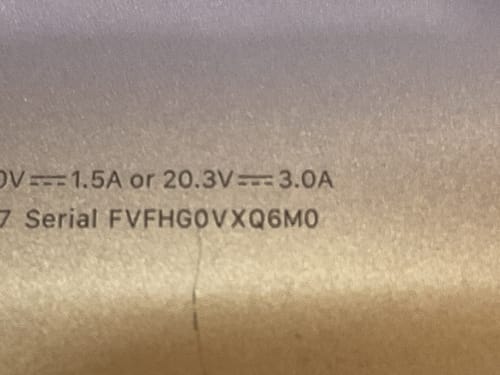 0V⎓1.5A or 20.3V⎓3.0A
7 Serial FVFHG0VXQ6M0